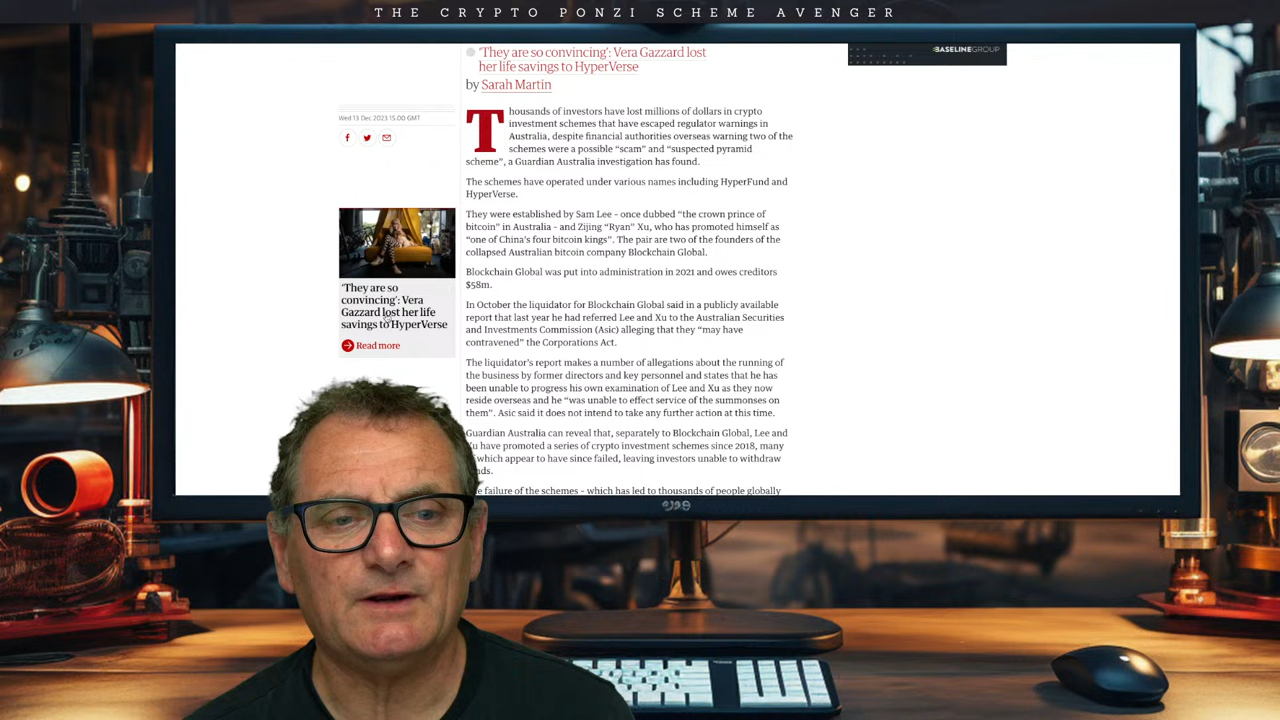 THE CRYPTO PONZI SCHEME AVENGER
BASELINEGROUP
'They are so convincing': Vera Gazzard lost
her life savings to HyperVerse
by Sarah Martin
Wed 13 Dec 2023 15.00 GMT
Thousands of investors have lost millions of dollars in crypto
investment schemes that have escaped regulator warnings in
Australia, despite financial authorities overseas warning two of the
schemes were a possible “scam” and “suspected pyramid
scheme”, a Guardian Australia investigation has found.
The schemes have operated under various names including HyperFund and
HyperVerse.
They were established by Sam Lee – once dubbed “the crown prince of
bitcoin” in Australia – and Zijing “Ryan” Xu, who has promoted himself as
“one of China’s four bitcoin kings”. The pair are two of the founders of the
collapsed Australian bitcoin company Blockchain Global.
Blockchain Global was put into administration in 2021 and owes creditors
$58m.
In October the liquidator for Blockchain Global said in a publicly available
report that last year he had referred Lee and Xu to the Australian Securities
and Investments Commission (Asic) alleging that they “may have
contravened” the Corporations Act.
The liquidator’s report makes a number of allegations about the running of
the business by former directors and key personnel and states that he has
been unable to progress his own examination of Lee and Xu as they now
reside overseas and he “was unable to effect service of the summonses on
them”. Asic said it does not intend to take any further action at this time.
Guardian Australia can reveal that, separately to Blockchain Global, Lee and
Xu have promoted a series of crypto investment schemes since 2018, many
which appear to have since failed, leaving investors unable to withdraw
failure of the schemes – which has led to thousands of people globally
‘They are so
convincing’: Vera
Gazzard lost her life
savings to HyperVerse
Read more